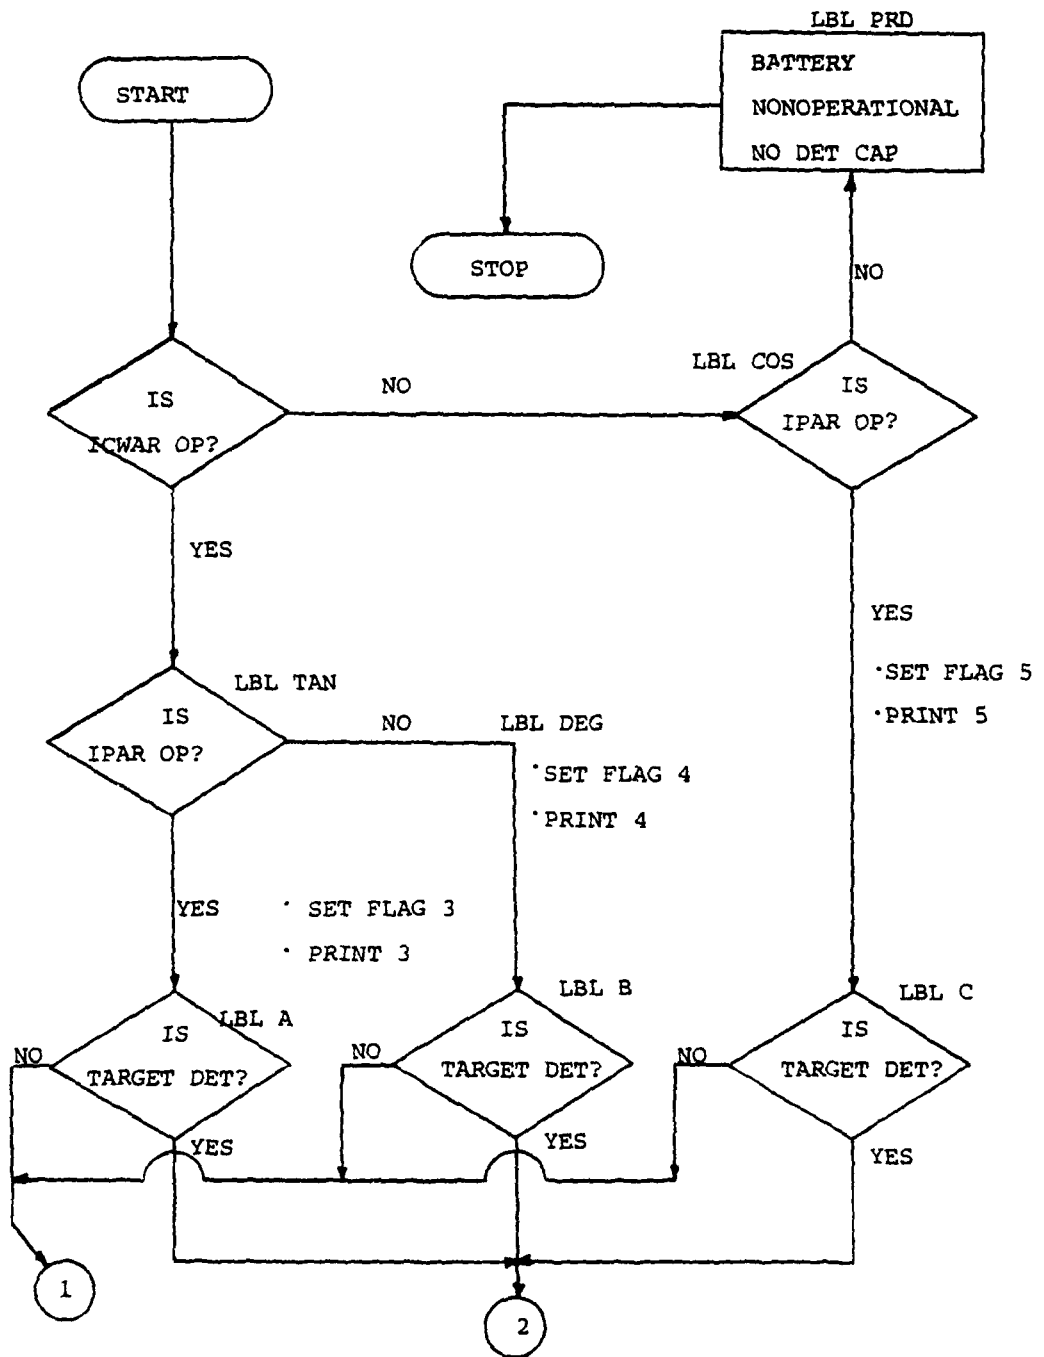 LBL PRD
START
BATTERY
NONOPERATIONAL
NO DET CAP
STOP
NO
LBL COS
IS
IPAR OP?
NO
IS
ICWAR OP?
YES
YES
·SET FLAG 5
·PRINT 5
LBL TAN
IS
IPAR OP?
NO
LBL DEG
·SET FLAG 4
·PRINT 4
YES
· SET FLAG 3
· PRINT 3
LBL A
IS
TARGET DET?
NO
YES
LBL B
IS
TARGET DET?
NO
YES
LBL C
IS
TARGET DET?
NO
YES
1
2